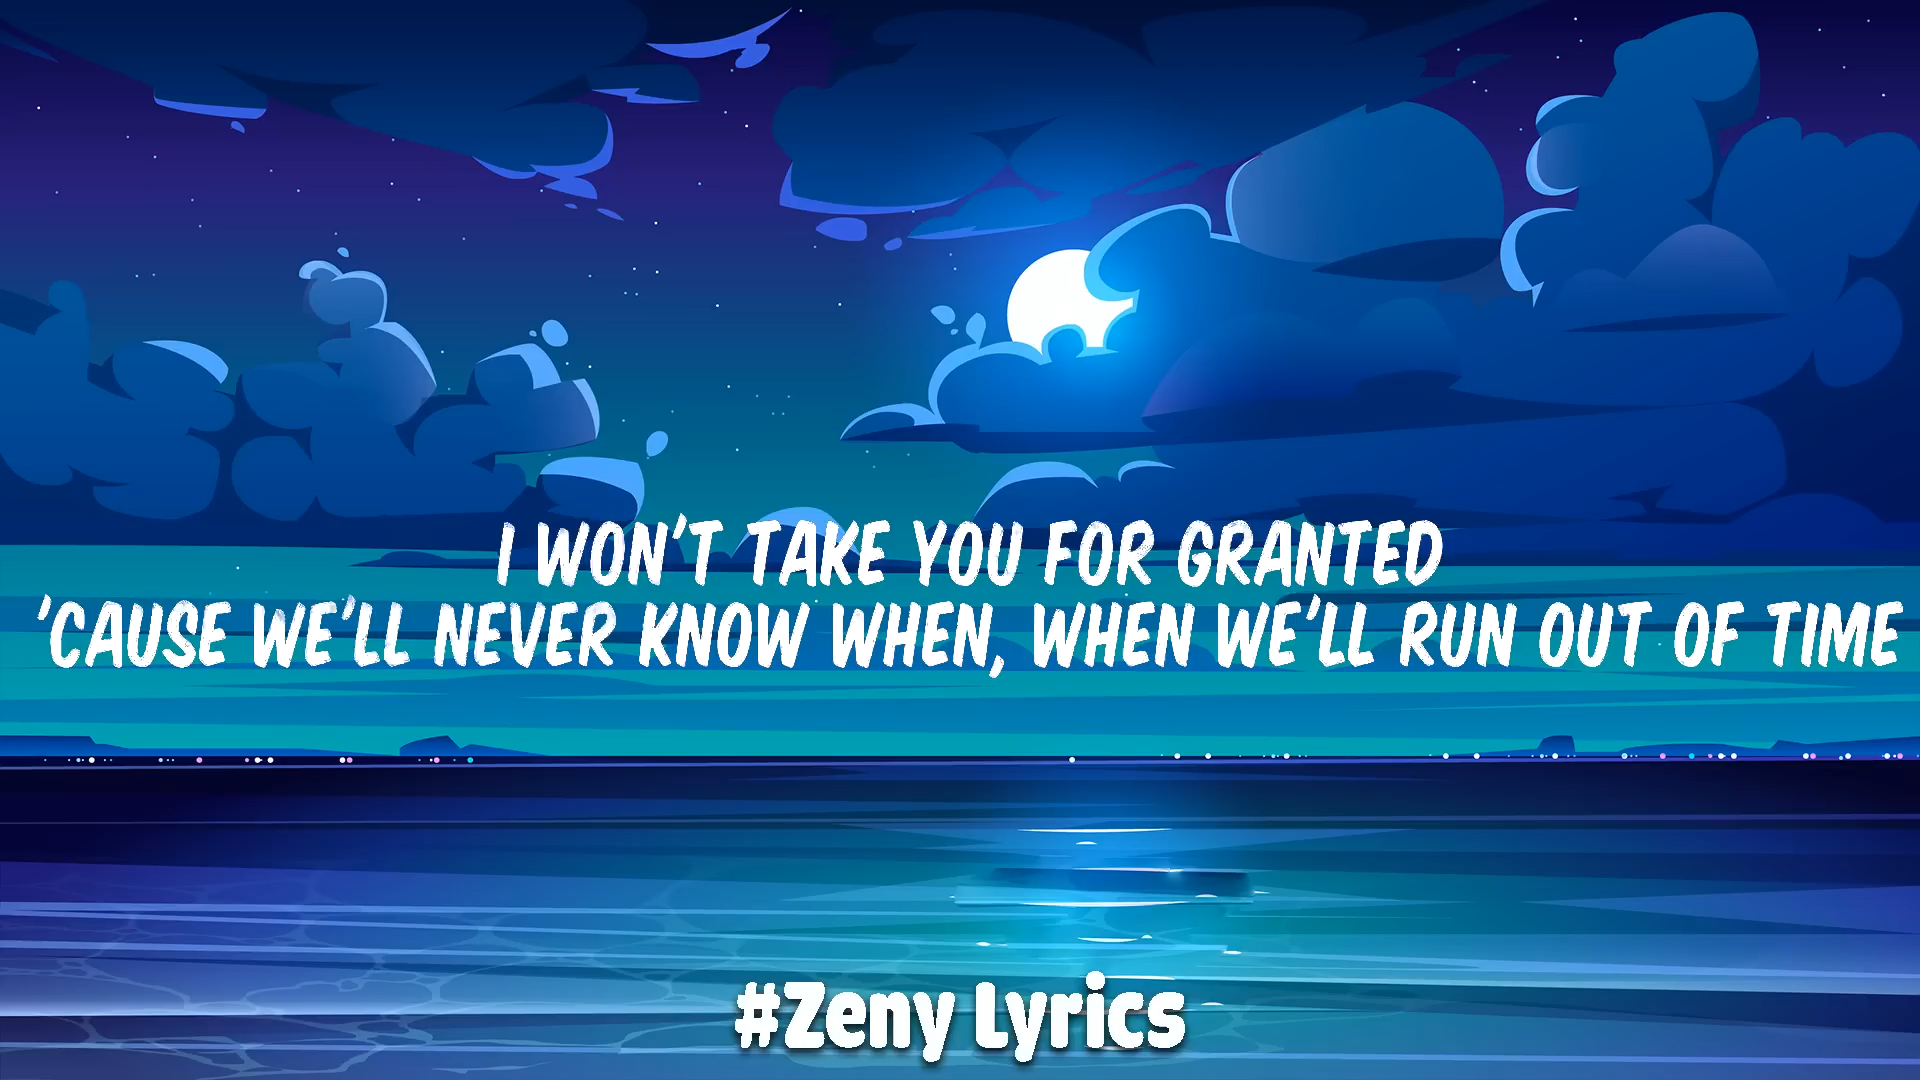 I WON'T TAKE YOU FOR GRANTED
'CAUSE WE'LL NEVER KNOW WHEN, WHEN WE'LL RUN OUT OF TIME
#Zeny Lyrics